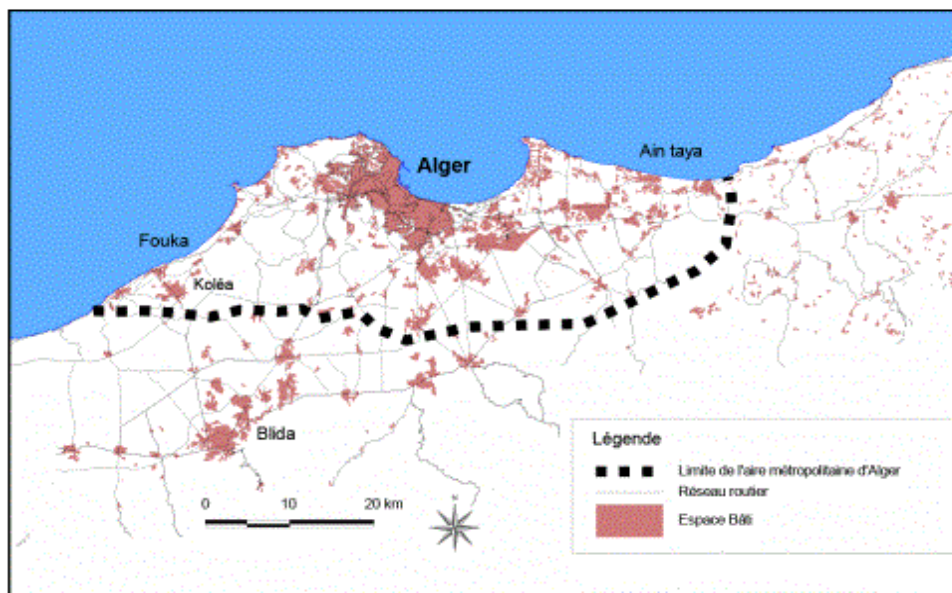 Alger
Ain taya
Fouka
Koléa
Blida
0 10 20 km
N
Légende
Limite de l'aire métropolitaine d'Alger
Réseau routier
Espace Bâti